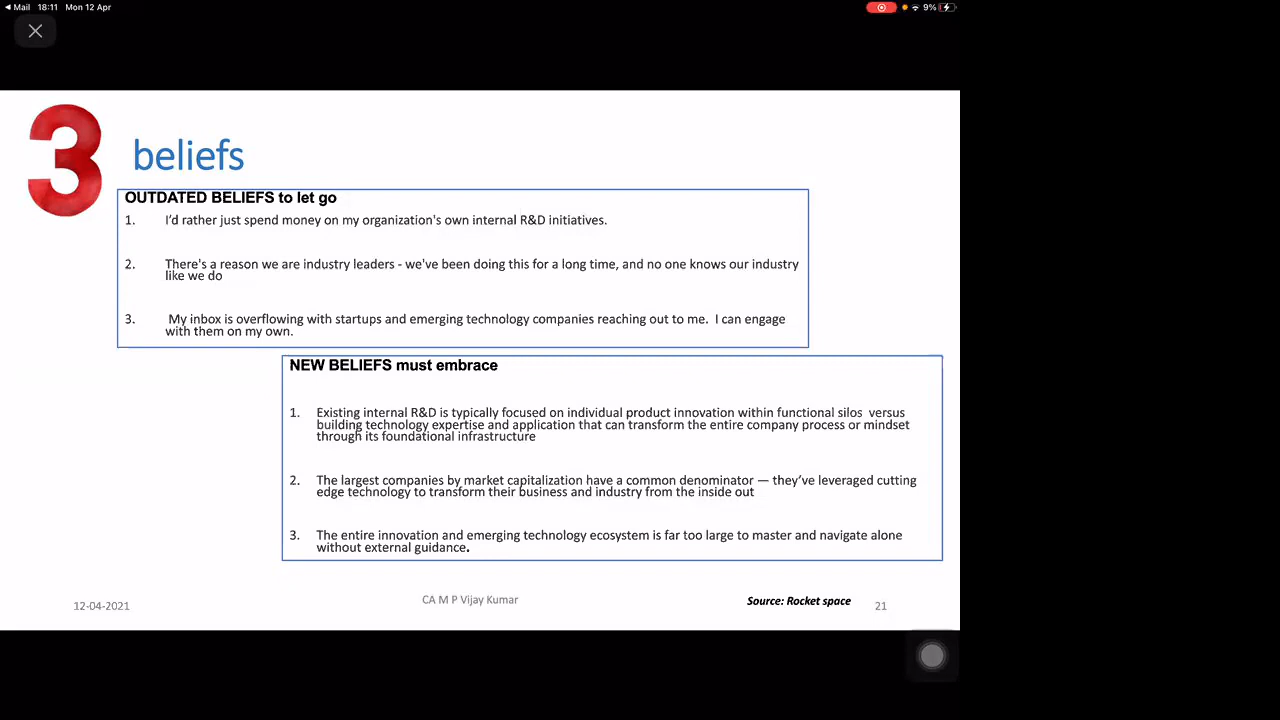 Mail 18:11 Mon 12 Apr 9%
3 beliefs
OUTDATED BELIEFS to let go
1. I'd rather just spend money on my organization's own internal R&D initiatives.
2. There's a reason we are industry leaders - we've been doing this for a long time, and no one knows our industry
like we do
3. My inbox is overflowing with startups and emerging technology companies reaching out to me. I can engage
with them on my own.
NEW BELIEFS must embrace
1. Existing internal R&D is typically focused on individual product innovation within functional silos versus
building technology expertise and application that can transform the entire company process or mindset
through its foundational infrastructure
2. The largest companies by market capitalization have a common denominator — they've leveraged cutting
edge technology to transform their business and industry from the inside out
3. The entire innovation and emerging technology ecosystem is far too large to master and navigate alone
without external guidance.
12-04-2021 CA M P Vijay Kumar Source: Rocket space 21